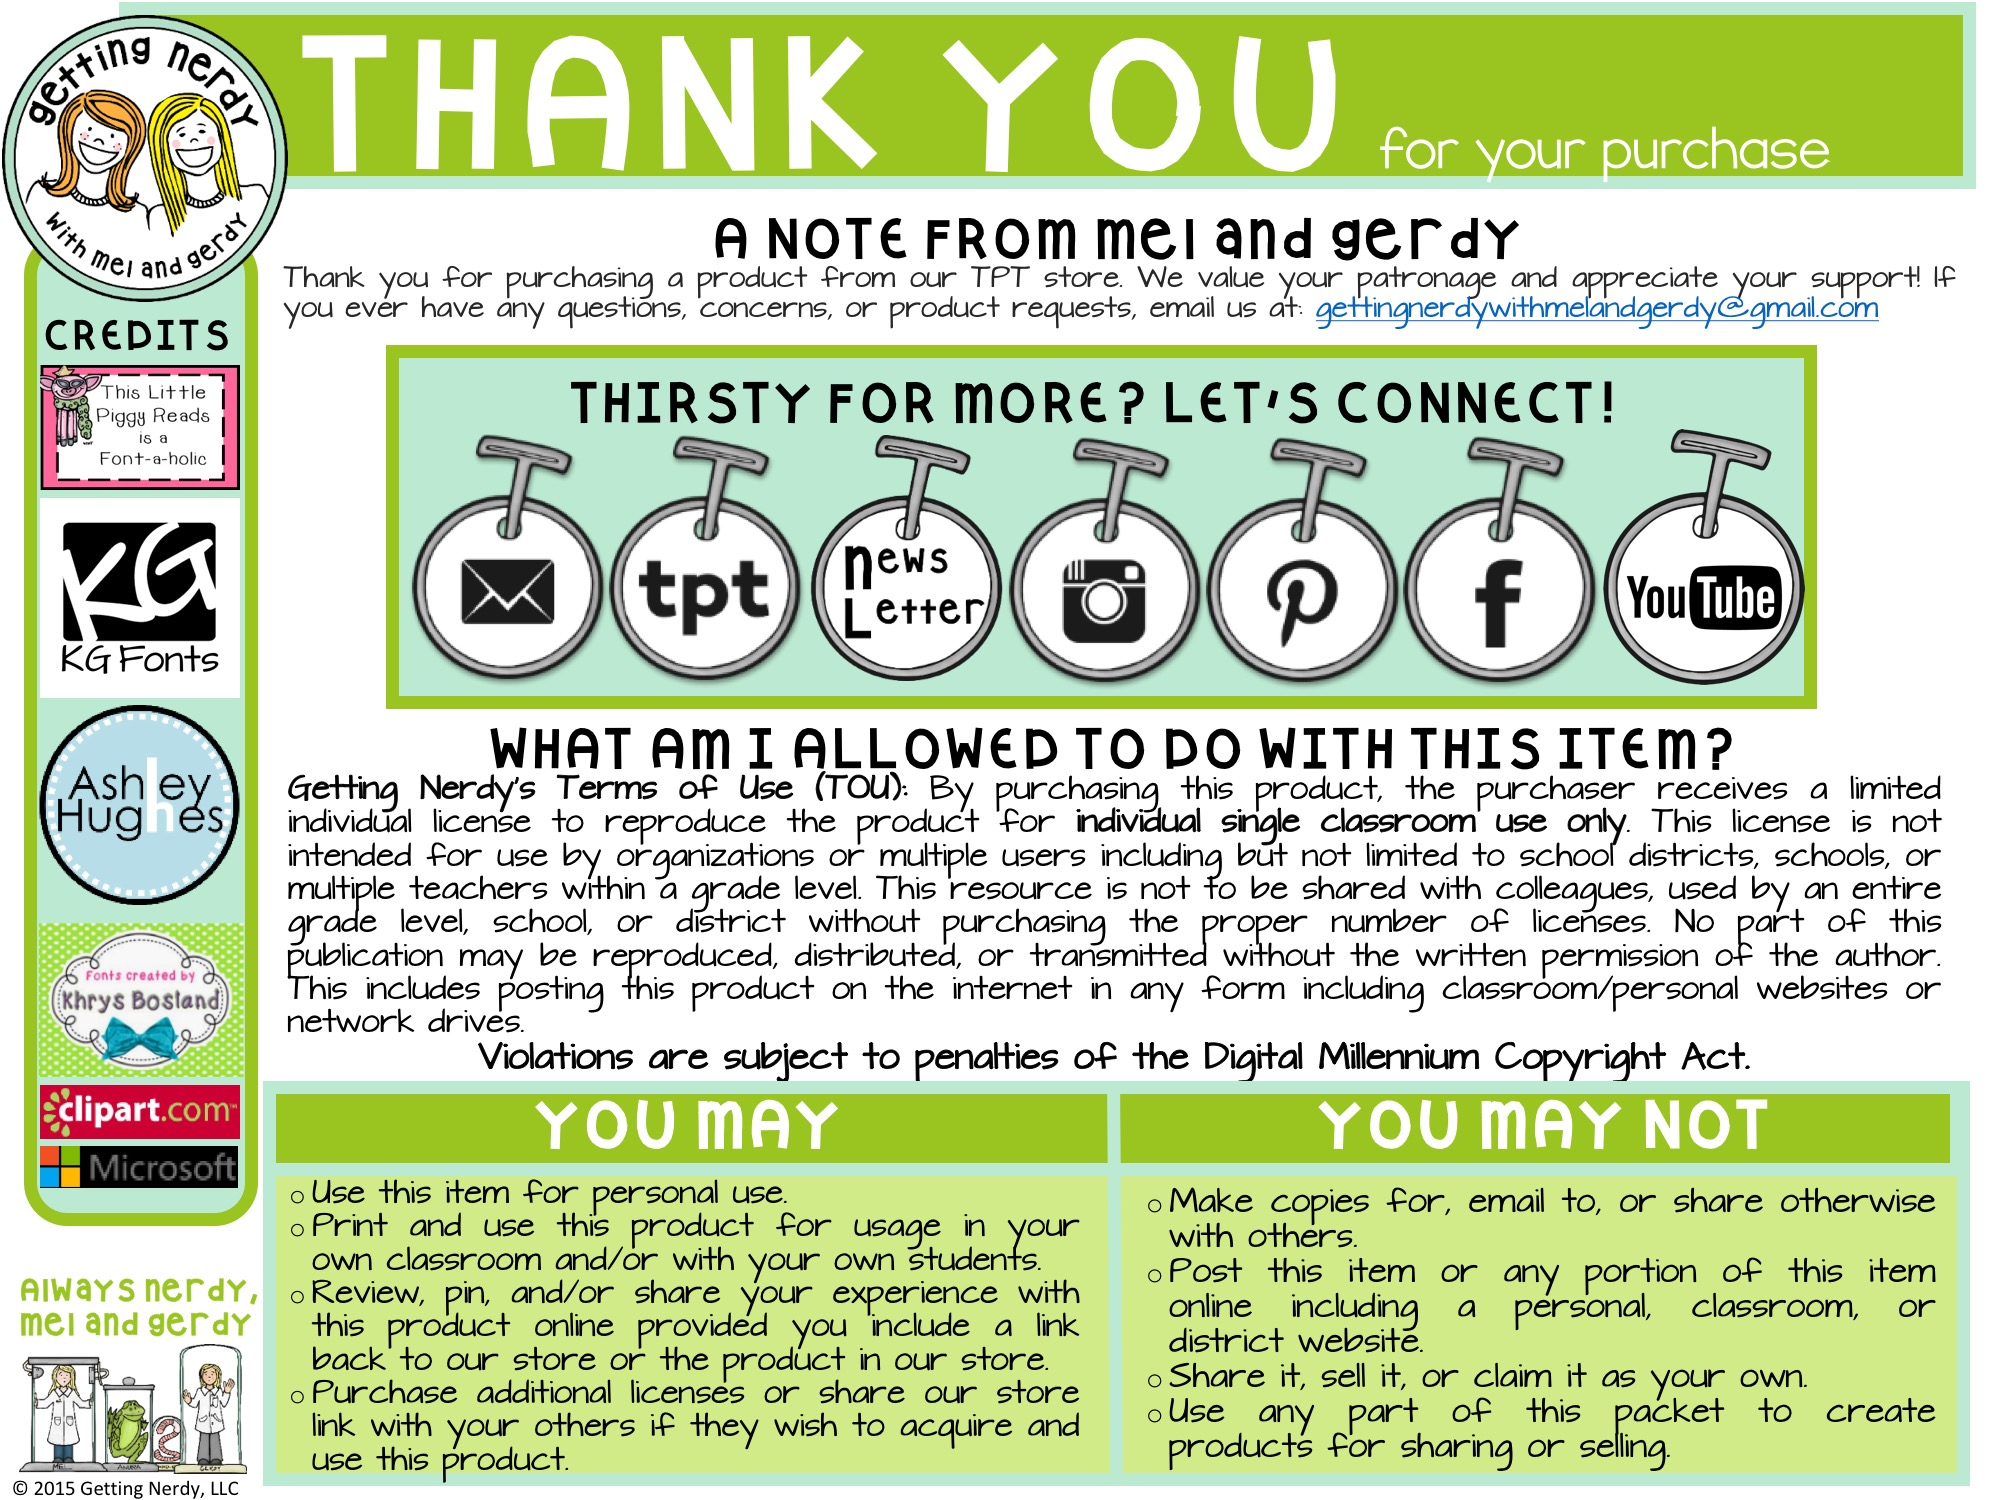 getting nerdy
with mel and gerdy
THANK YOU for your purchase
A NOTE FROM mel and gerdy
Thank you for purchasing a product from our TPT store. We value your patronage and appreciate your support! If
you ever have any questions, concerns, or product requests, email us at: gettingnerdywithmelandgerdy@gmail.com
CREDITS
This Little
Piggy Reads
is a
Font-a-holic
KG
KG Fonts
Ashley
Hughes
Fonts created by
Khrys Bosland
clipart.com
Microsoft
THIRSTY FOR MORE? LET'S CONNECT!
tpt
news
Letter
f
YouTube
WHAT AM I ALLOWED TO DO WITH THIS ITEM?
Getting Nerdy's Terms of Use (TOU): By purchasing this product, the purchaser receives a limited
individual license to reproduce the product for individual single classroom use only. This license is not
intended for use by organizations or multiple users including but not limited to school districts, schools, or
multiple teachers within a grade level. This resource is not to be shared with colleagues, used by an entire
grade level, school, or district without purchasing the proper number of licenses. No part of this
publication may be reproduced, distributed, or transmitted without the written permission of the author.
This includes posting this product on the internet in any form including classroom/personal websites or
network drives.
Violations are subject to penalties of the Digital Millennium Copyright Act.
YOU MAY
o Use this item for personal use.
o Print and use this product for usage in your
own classroom and/or with your own students.
o Review, pin, and/or share your experience with
this product online provided you include a link
back to our store or the product in our store.
o Purchase additional licenses or share our store
link with your others if they wish to acquire and
use this product.
YOU MAY NOT
o Make copies for, email to, or share otherwise
with others.
o Post this item or any portion of this item
online including a personal, classroom, or
district website.
o Share it, sell it, or claim it as your own.
o Use any part of this packet to create
products for sharing or selling.
Always nerdy,
mel and gerdy
MEL
ANURA
GERDY
© 2015 Getting Nerdy, LLC